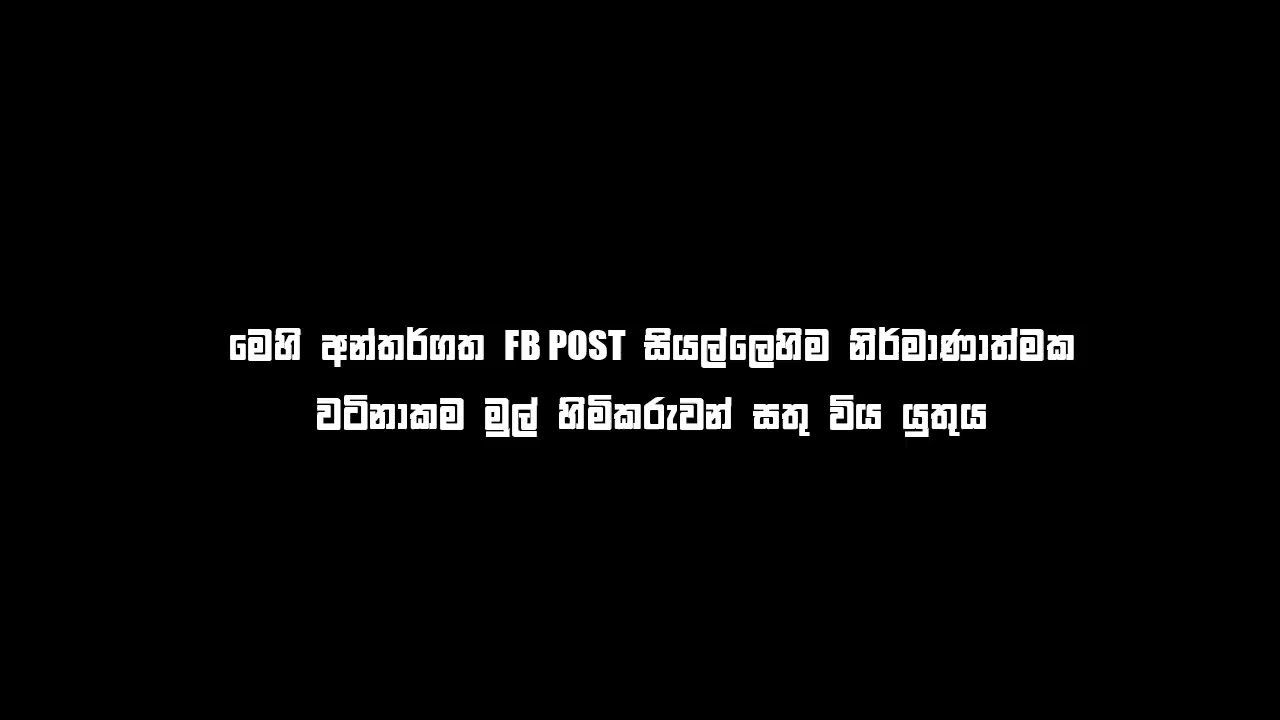 මෙහි අන්තර්ගත FB POST සියල්ලෙහිම නිර්මාණාත්මක
වටිනාකම මුල් හිමිකරුවන් සතු විය යුතුය